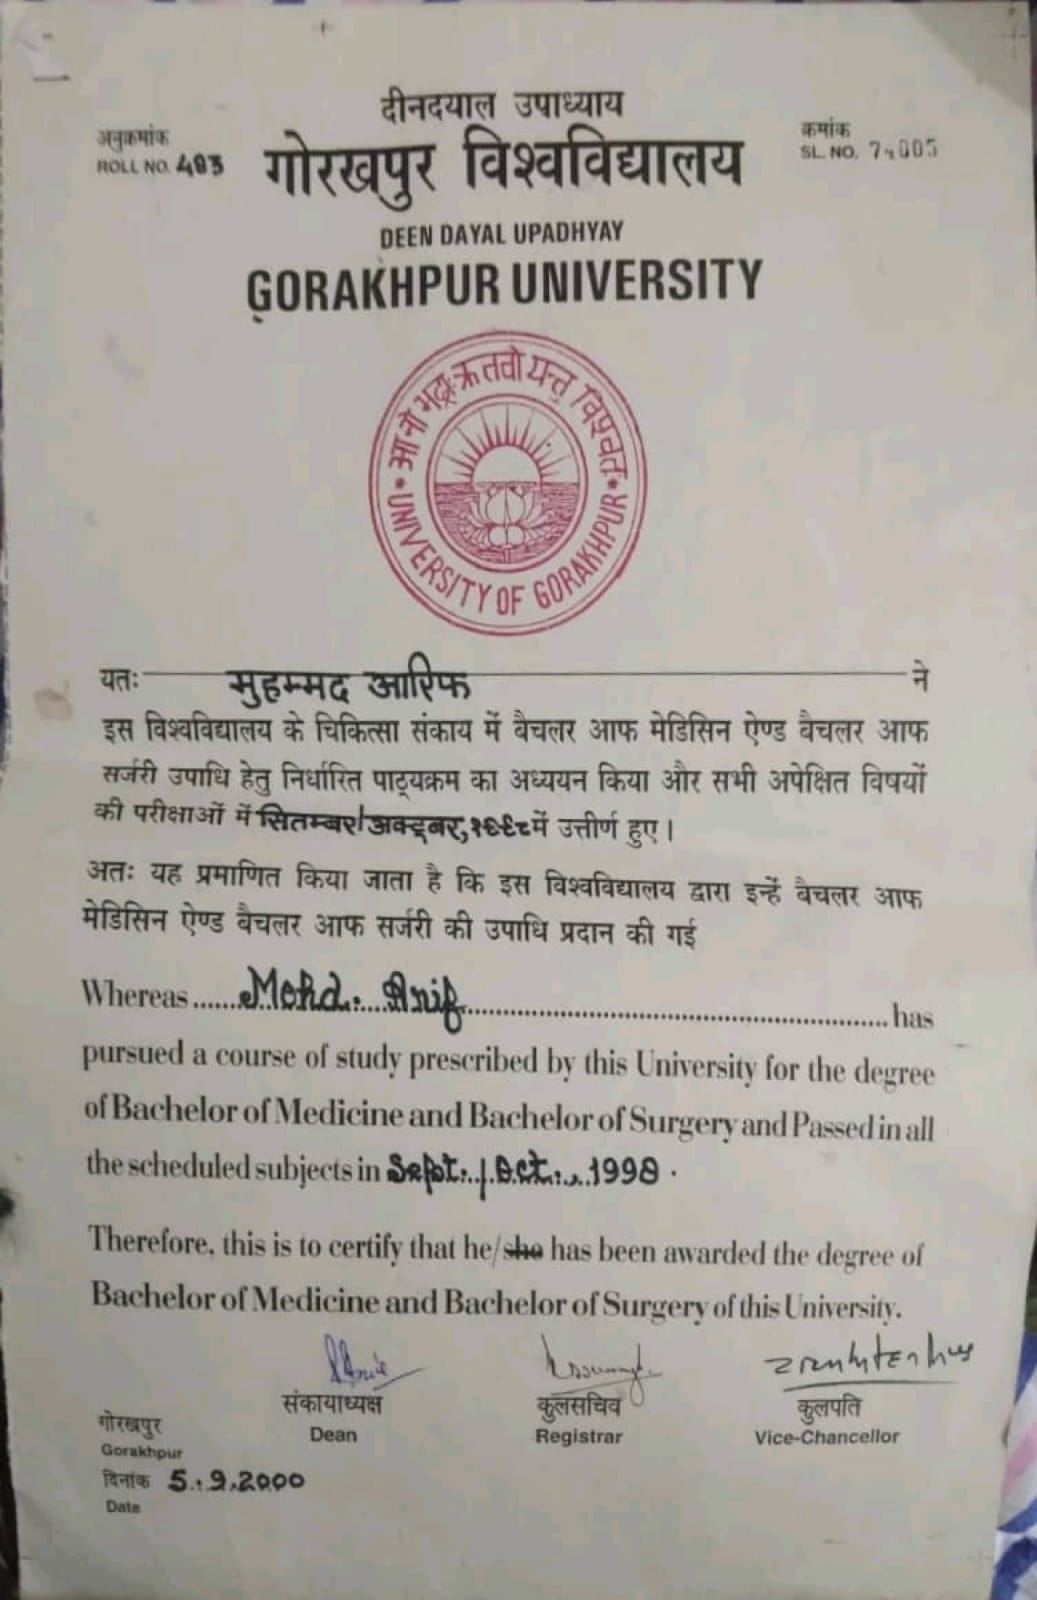 दीनदयाल उपाध्याय
अनुक्रमांक
ROLL NO. 483
गोरखपुर विश्वविद्यालय
क्रमांक
SL. NO.
DEEN DAYAL UPADHYAY
GORAKHPUR UNIVERSITY
आ नो भद्राः क्रतवो यन्तु विश्वतः
UNIVERSITY OF GORAKHPUR
यतः मुहम्मद आरिफ ने
इस विश्वविद्यालय के चिकित्सा संकाय में बैचलर आफ मेडिसिन ऐण्ड बैचलर आफ
सर्जरी उपाधि हेतु निर्धारित पाठ्यक्रम का अध्ययन किया और सभी अपेक्षित विषयों
की परीक्षाओं में सितम्बर/अक्टूबर, १९९८ में उत्तीर्ण हुए।
अतः यह प्रमाणित किया जाता है कि इस विश्वविद्यालय द्वारा इन्हें बैचलर आफ
मेडिसिन ऐण्ड बैचलर आफ सर्जरी की उपाधि प्रदान की गई
Whereas ...... Mohd. Arif ...... has
pursued a course of study prescribed by this University for the degree
of Bachelor of Medicine and Bachelor of Surgery and Passed in all
the scheduled subjects in Sept./Oct., 1998.
Therefore, this is to certify that he/she has been awarded the degree of
Bachelor of Medicine and Bachelor of Surgery of this University.
संकायाध्यक्ष
Dean
कुलसचिव
Registrar
कुलपति
Vice-Chancellor
गोरखपुर
Gorakhpur
दिनांक 5.9.2000
Date